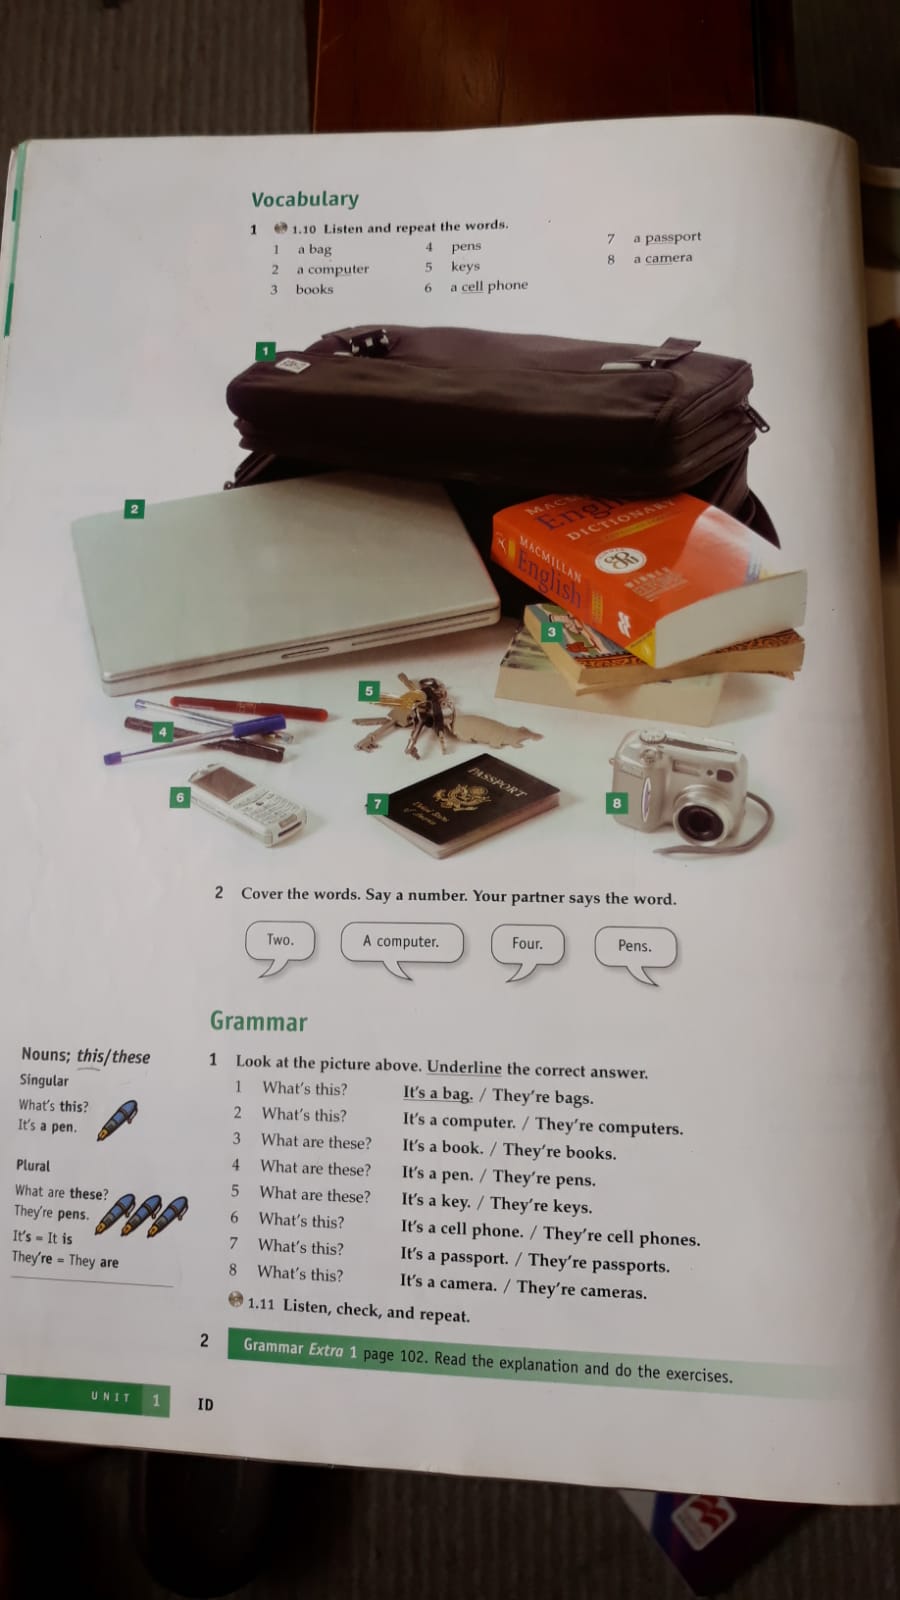 Vocabulary
1 1.10 Listen and repeat the words.
1 a bag
2 a computer
3 books
4 pens
5 keys
6 a cell phone
7 a passport
8 a camera
1
2
MACMILLAN
English
DICTIONARY
MACMILLAN
English
3
4
5
6
7
PASSPORT
United States
of America
8
2 Cover the words. Say a number. Your partner says the word.
Two.
A computer.
Four.
Pens.
Grammar
Nouns; this/these
Singular
What's this?
It's a pen.
Plural
What are these?
They're pens.
It's = It is
They're = They are
1 Look at the picture above. Underline the correct answer.
1 What's this? It's a bag. / They're bags.
2 What's this? It's a computer. / They're computers.
3 What are these? It's a book. / They're books.
4 What are these? It's a pen. / They're pens.
5 What are these? It's a key. / They're keys.
6 What's this? It's a cell phone. / They're cell phones.
7 What's this? It's a passport. / They're passports.
8 What's this? It's a camera. / They're cameras.
1.11 Listen, check, and repeat.
2 Grammar Extra 1 page 102. Read the explanation and do the exercises.
UNIT 1 ID